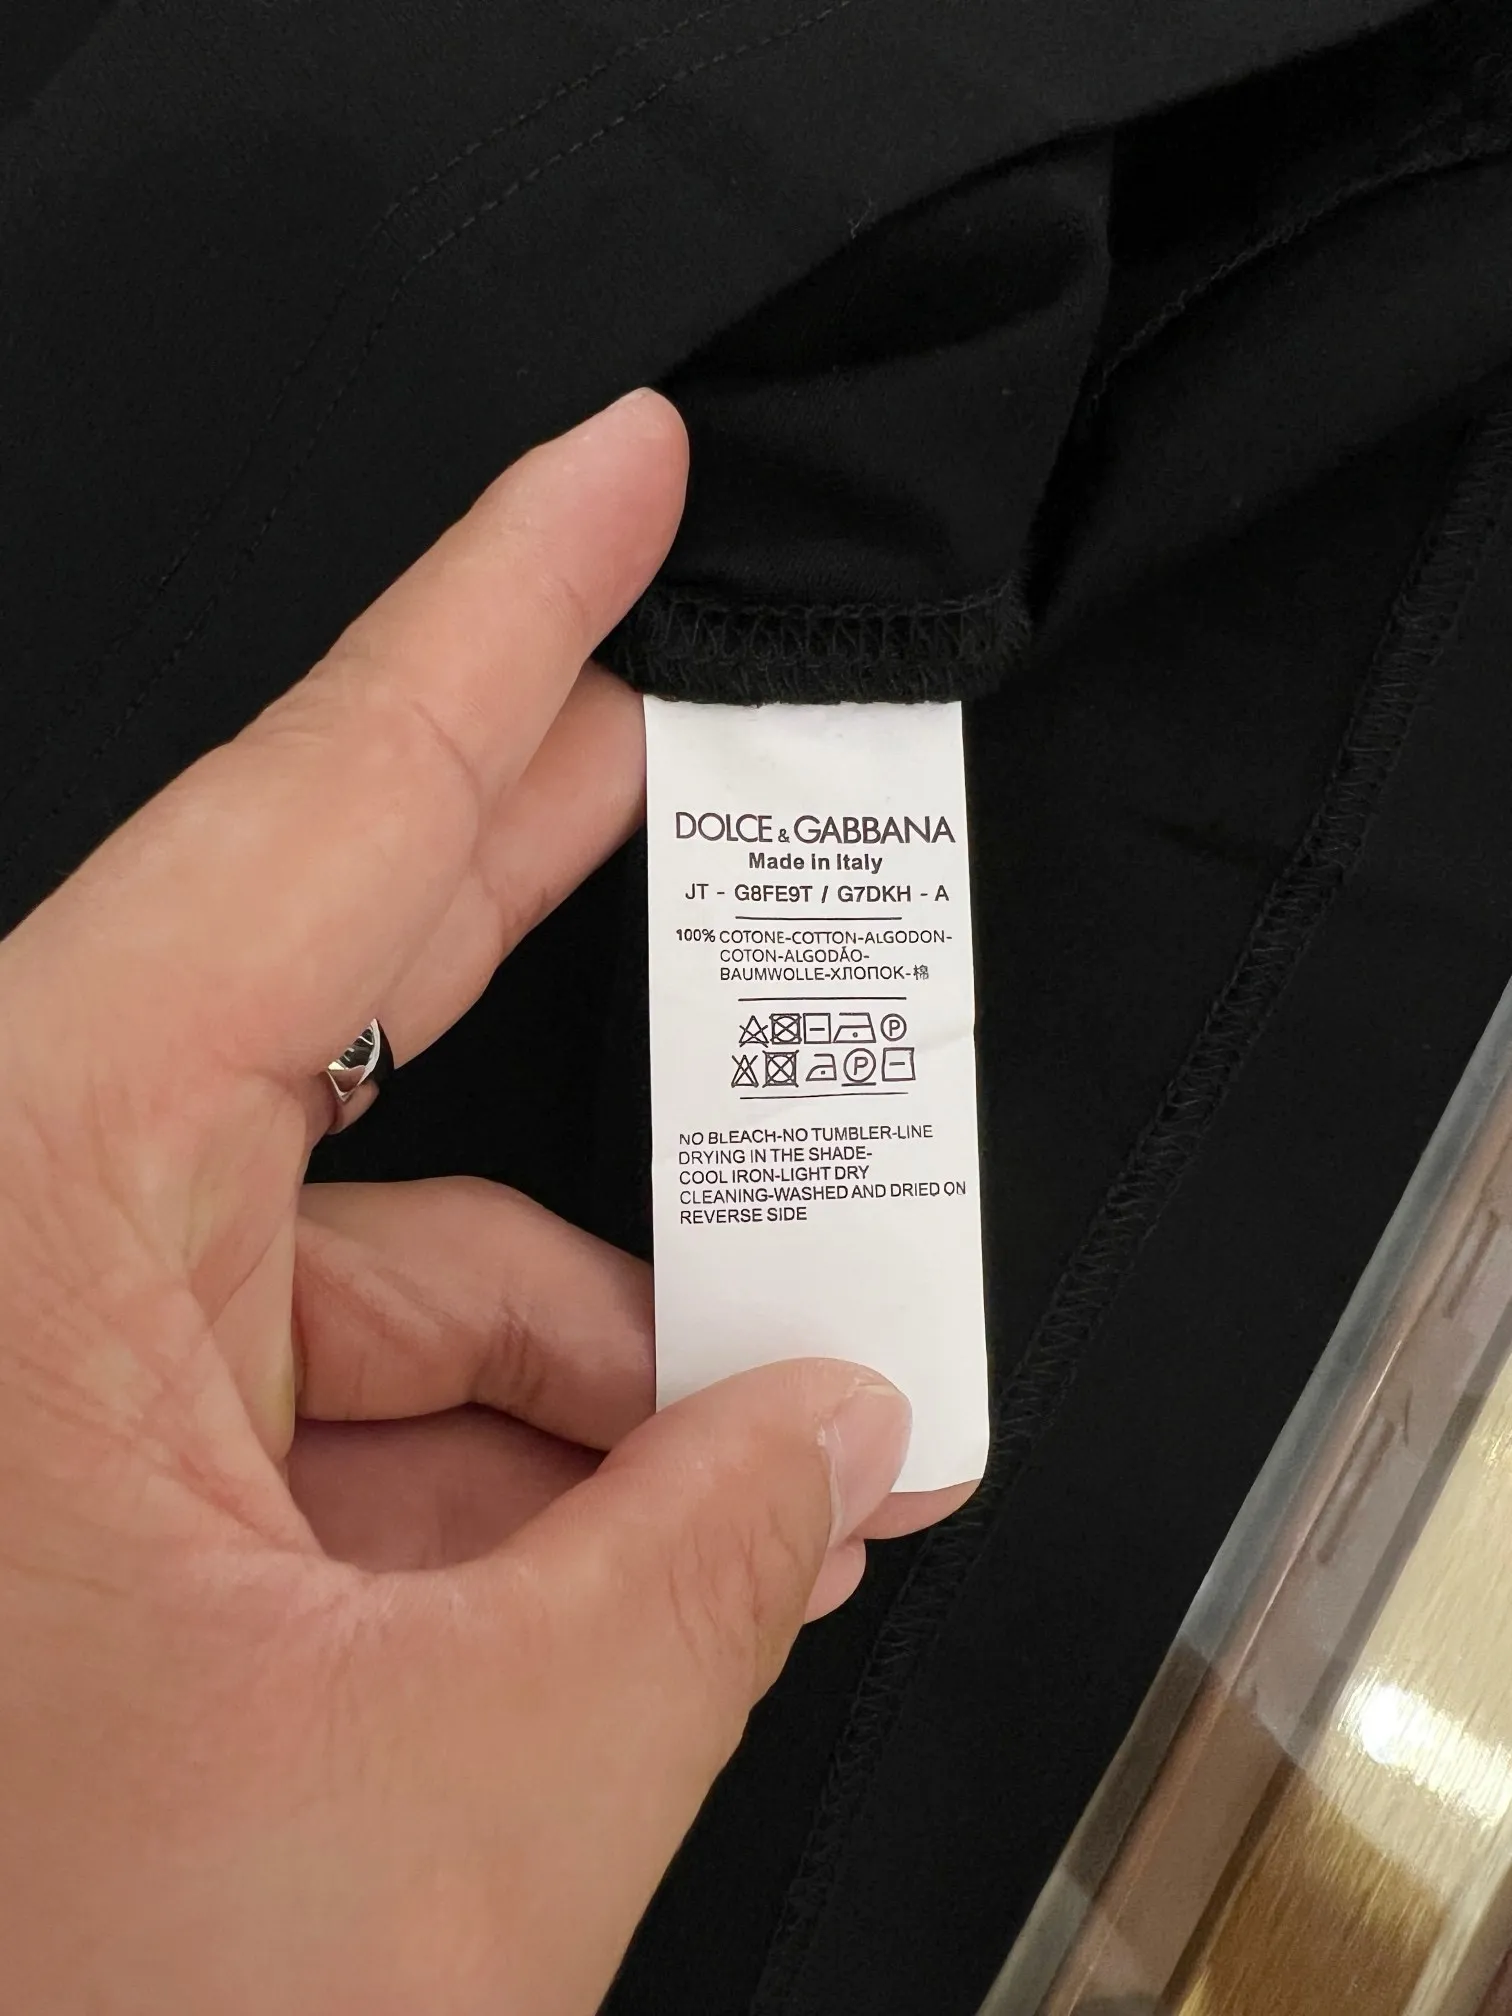 DOLCE & GABBANA
Made in Italy
JT - G8FE9T / G7DKH - A
100% COTONE-COTTON-ALGODON-
COTON-ALGODÃO-
BAUMWOLLE-ХЛОПОК-棉
P
P
NO BLEACH-NO TUMBLER-LINE
DRYING IN THE SHADE-
COOL IRON-LIGHT DRY
CLEANING-WASHED AND DRIED ON
REVERSE SIDE